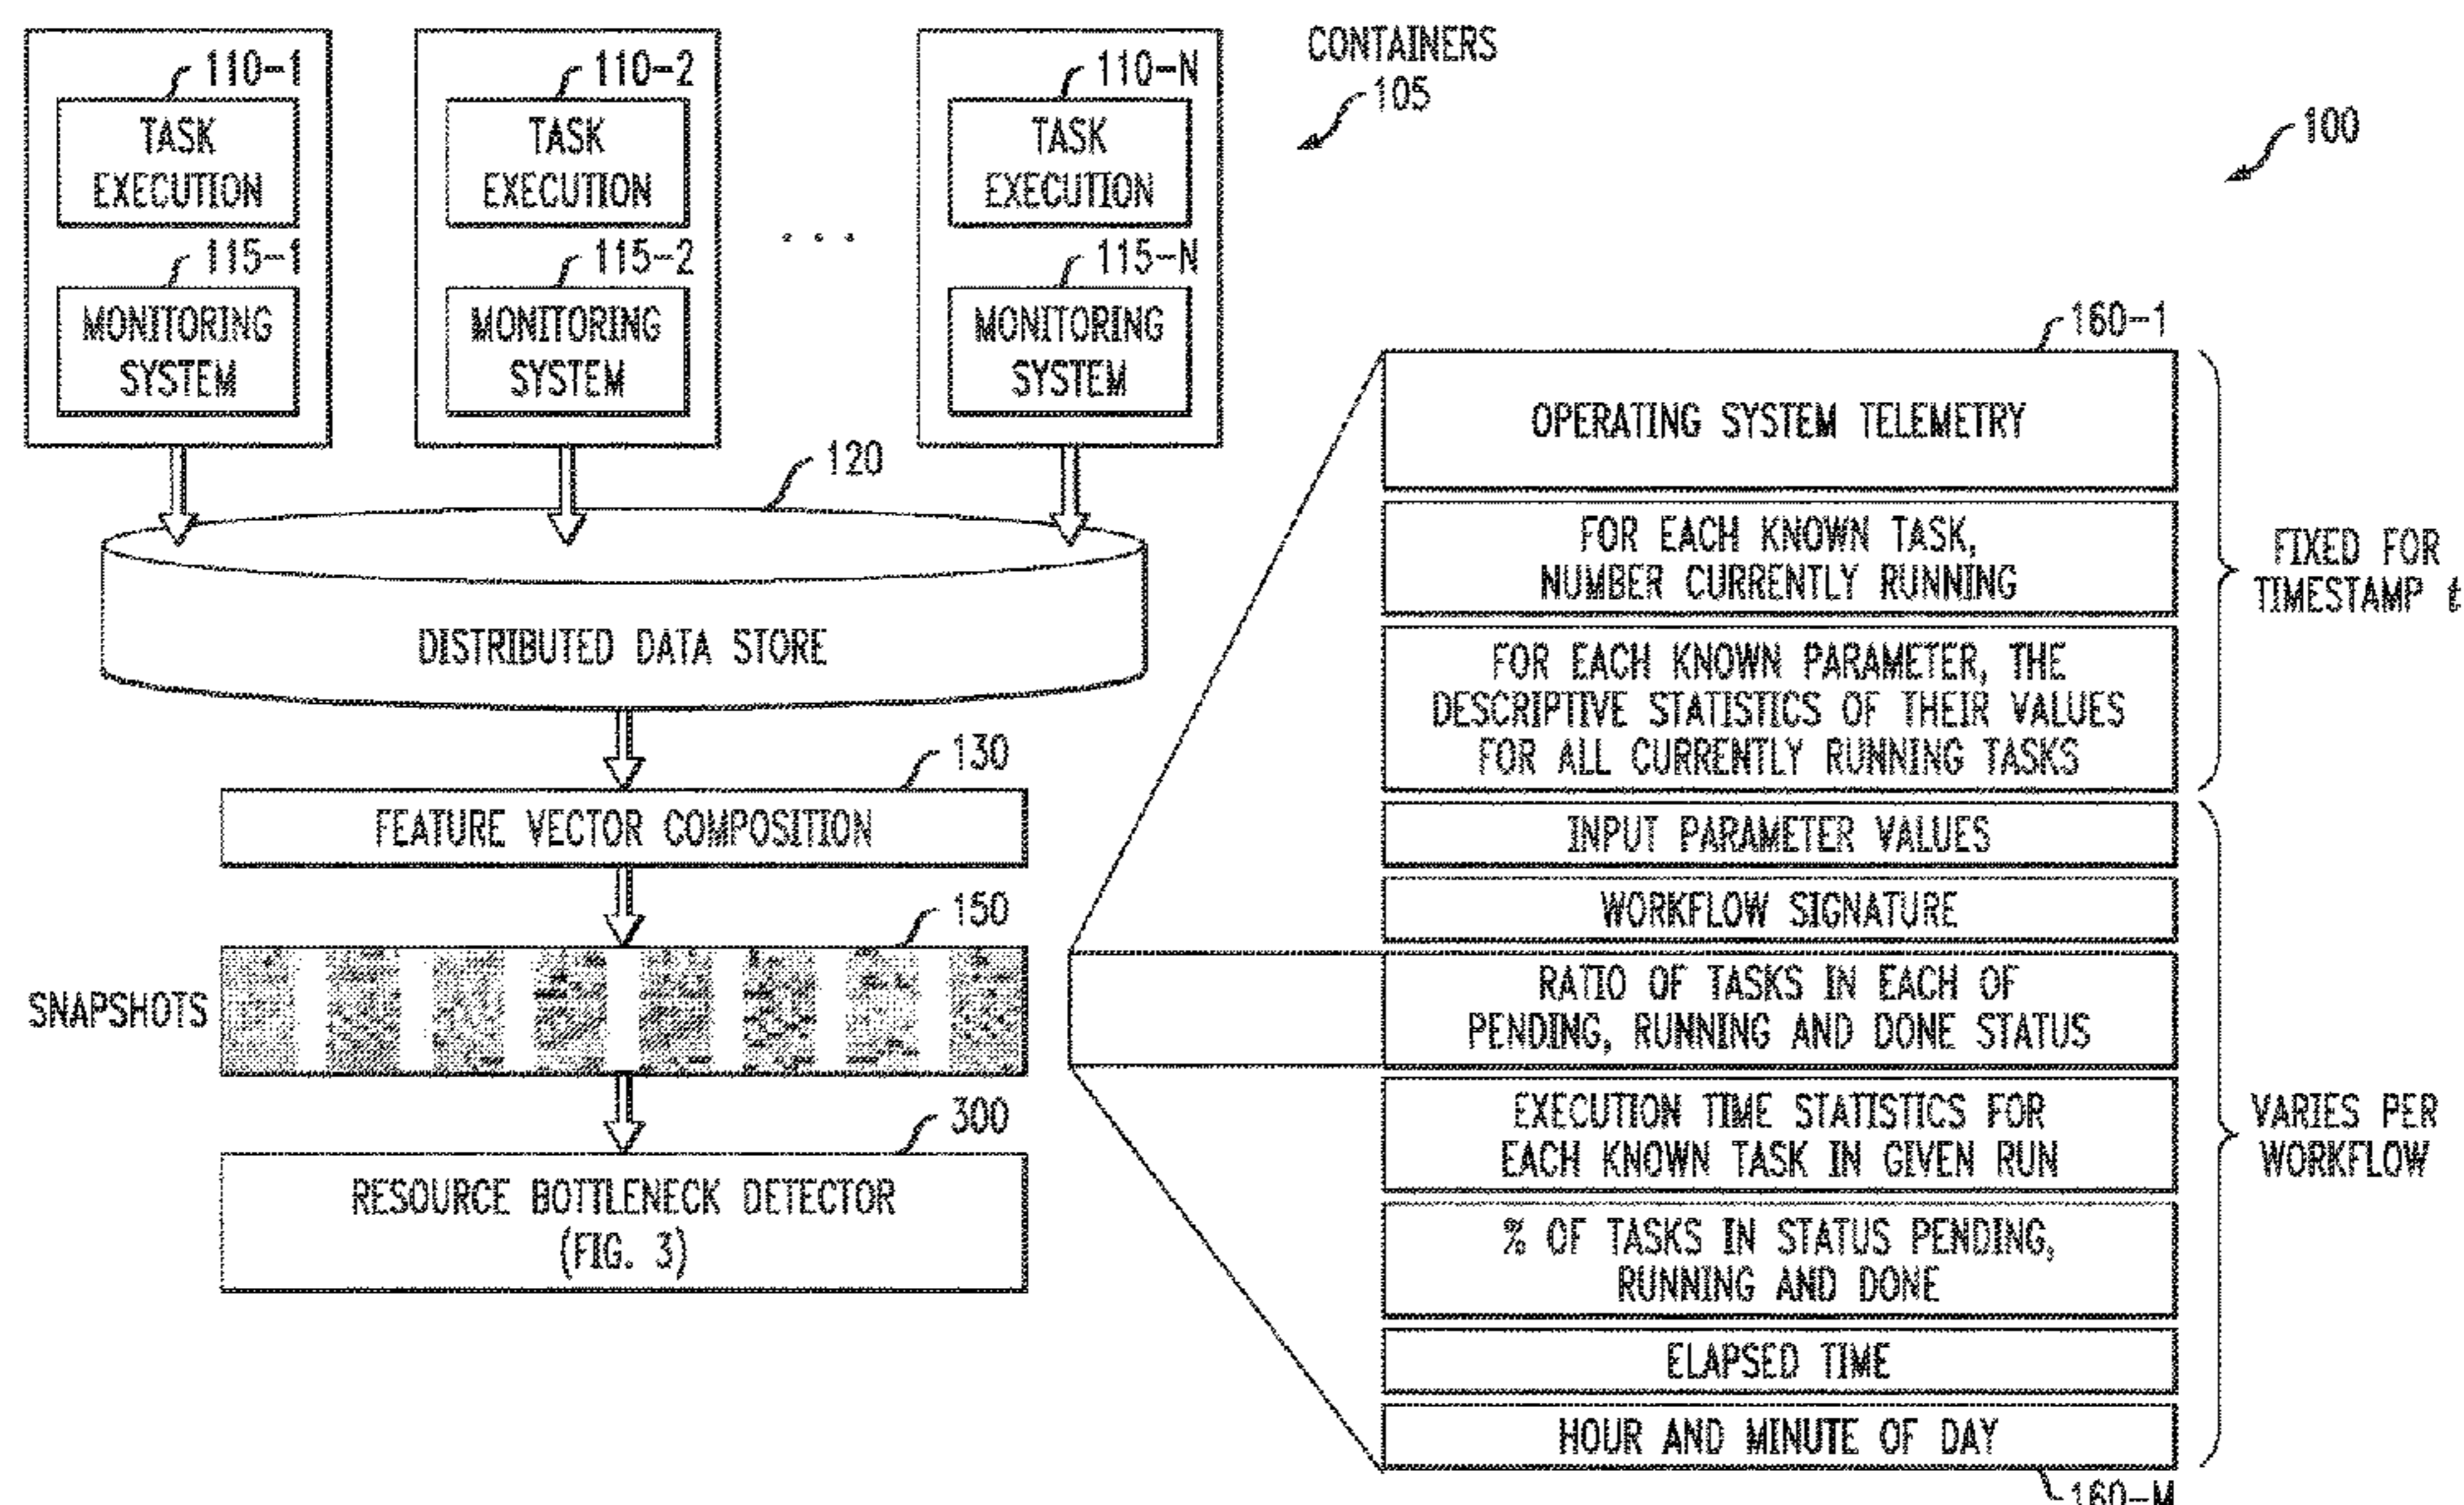 CONTAINERS
105
100
110-1
TASK
EXECUTION
115-1
MONITORING
SYSTEM
110-2
TASK
EXECUTION
115-2
MONITORING
SYSTEM
. . .
110-N
TASK
EXECUTION
115-N
MONITORING
SYSTEM
120
DISTRIBUTED DATA STORE
130
FEATURE VECTOR COMPOSITION
150
SNAPSHOTS
300
RESOURCE BOTTLENECK DETECTOR
(FIG. 3)
160-1
OPERATING SYSTEM TELEMETRY
FOR EACH KNOWN TASK,
NUMBER CURRENTLY RUNNING
FOR EACH KNOWN PARAMETER, THE
DESCRIPTIVE STATISTICS OF THEIR VALUES
FOR ALL CURRENTLY RUNNING TASKS
FIXED FOR
TIMESTAMP t
INPUT PARAMETER VALUES
WORKFLOW SIGNATURE
RATIO OF TASKS IN EACH OF
PENDING, RUNNING AND DONE STATUS
EXECUTION TIME STATISTICS FOR
EACH KNOWN TASK IN GIVEN RUN
% OF TASKS IN STATUS PENDING,
RUNNING AND DONE
ELAPSED TIME
HOUR AND MINUTE OF DAY
VARIES PER
WORKFLOW
160-M